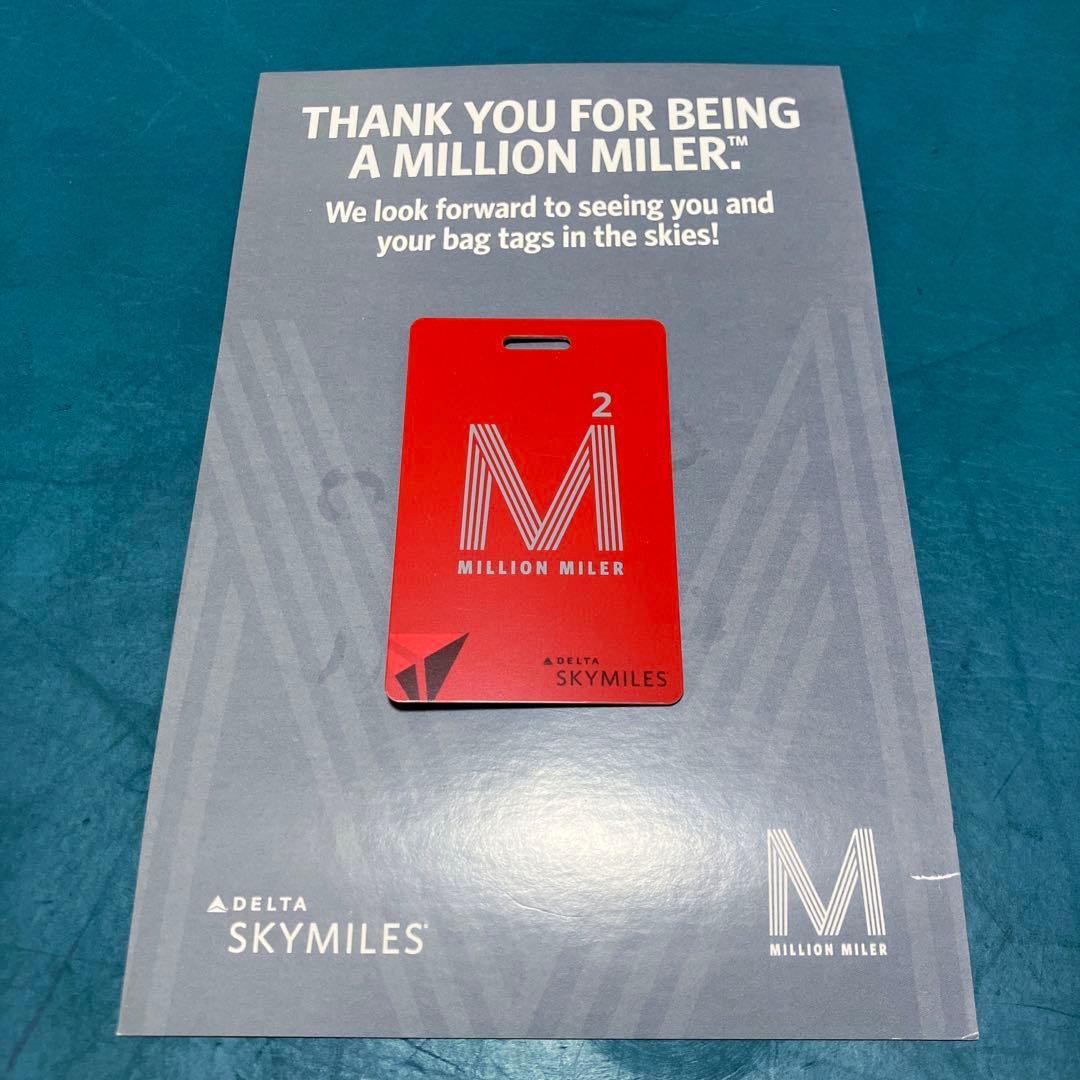 THANK YOU FOR BEING
A MILLION MILER.™
We look forward to seeing you and
your bag tags in the skies!
2
M
MILLION MILER
DELTA
SKYMILES
DELTA
SKYMILES®
M
MILLION MILER